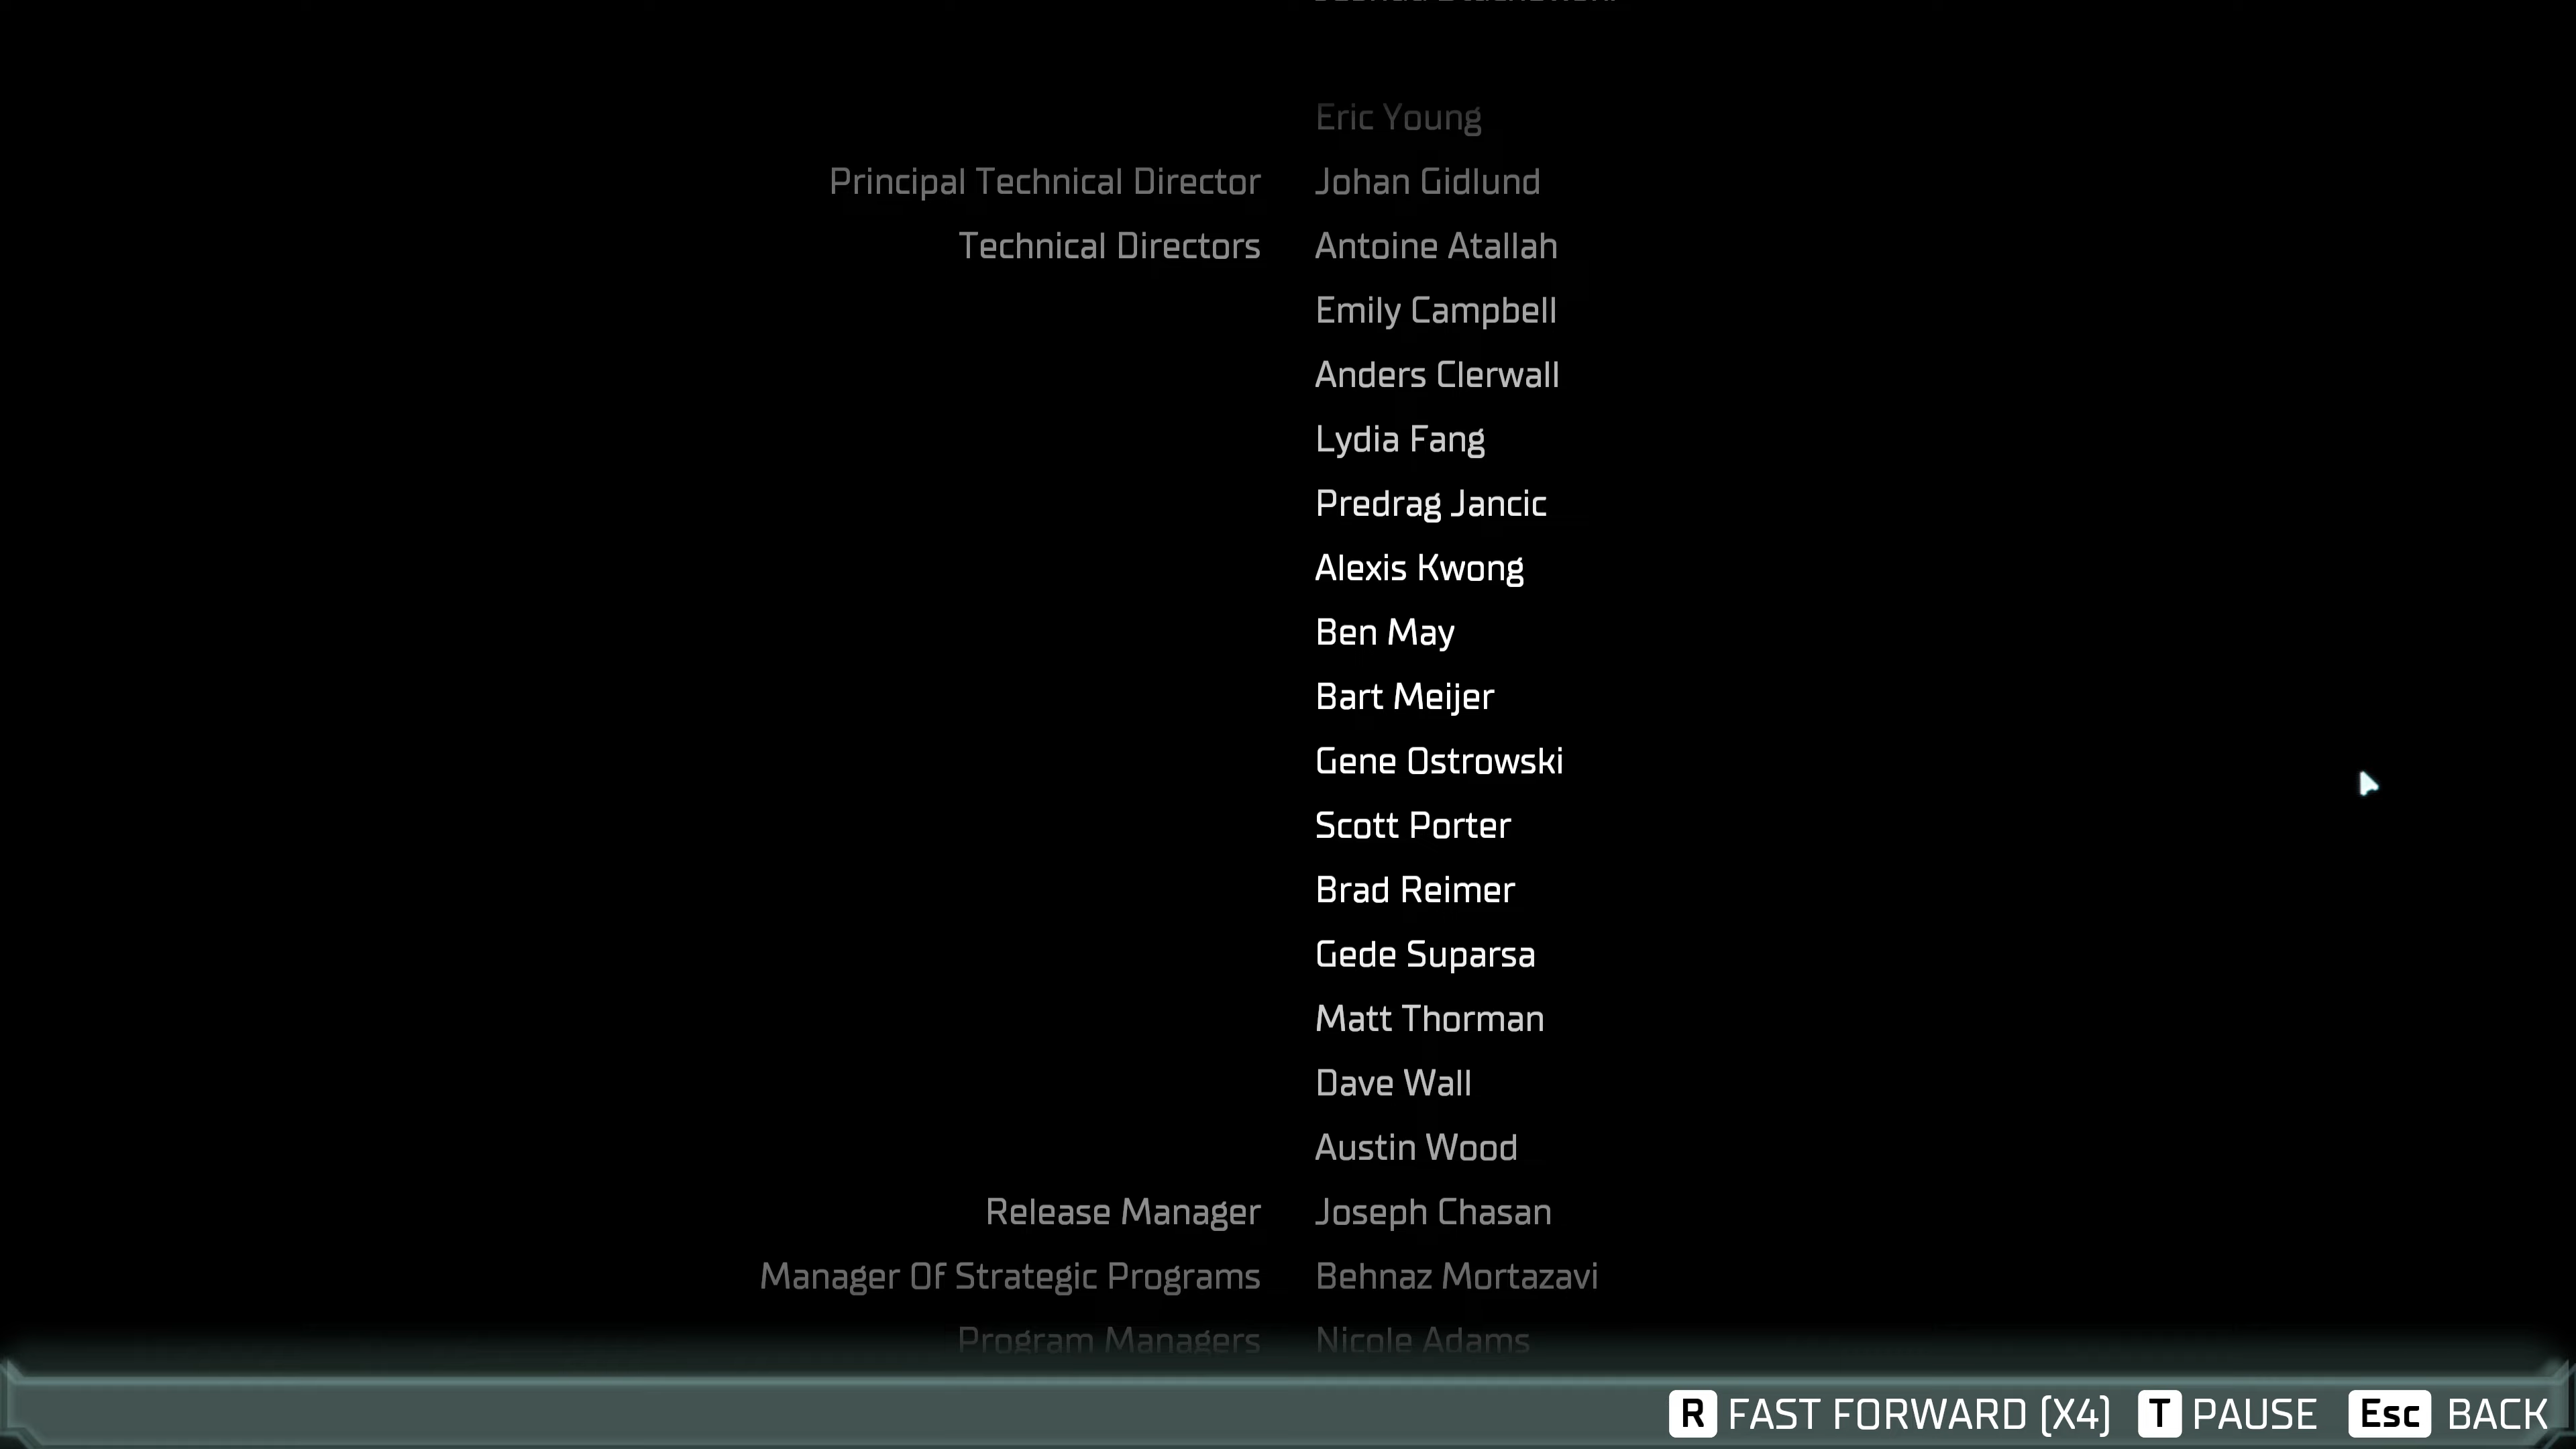 Eric Young
Principal Technical Director Johan Gidlund
Technical Directors Antoine Atallah
Emily Campbell
Anders Clerwall
Lydia Fang
Predrag Jancic
Alexis Kwong
Ben May
Bart Meijer
Gene Ostrowski
Scott Porter
Brad Reimer
Gede Suparsa
Matt Thorman
Dave Wall
Austin Wood
Release Manager Joseph Chasan
Manager Of Strategic Programs Behnaz Mortazavi
Program Managers Nicole Adams
R FAST FORWARD (X4) T PAUSE Esc BACK